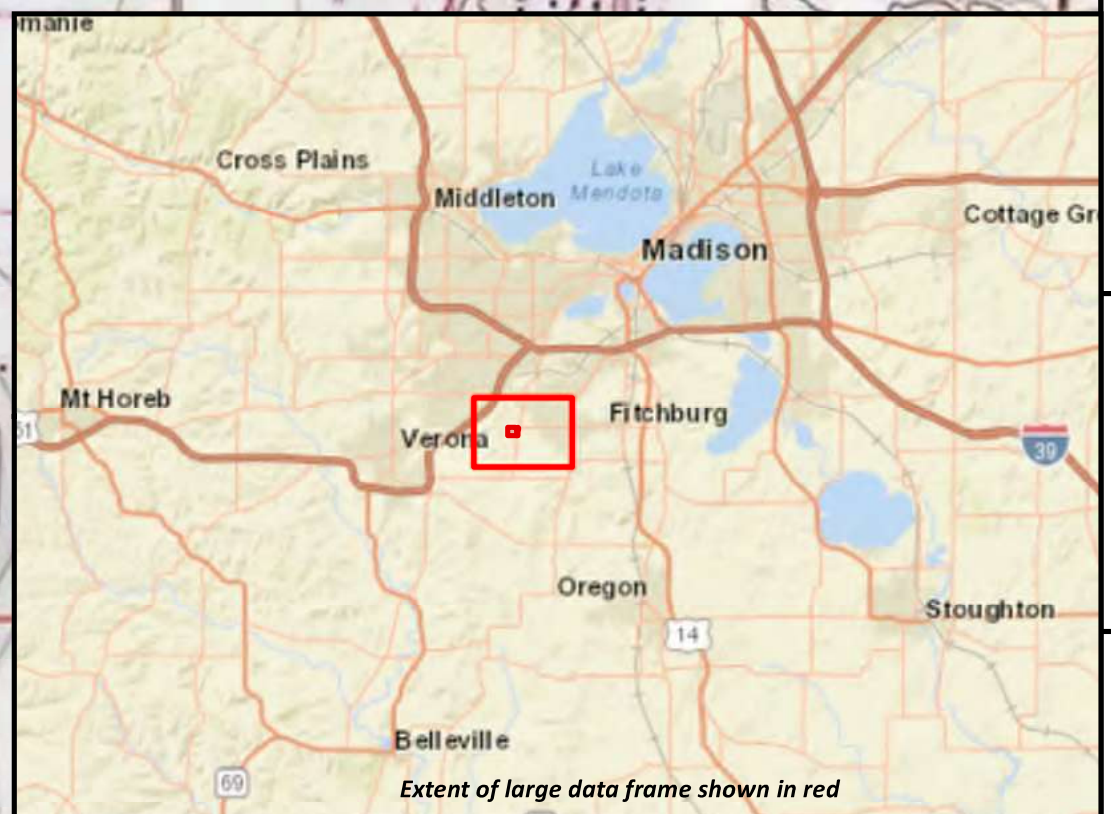 Cross Plains
Middleton
Lake
Mendota
Cottage Gr
Madison
Mt Horeb
51
Fitchburg
Verona
39
Oregon
Stoughton
14
Belleville
69
Extent of large data frame shown in red